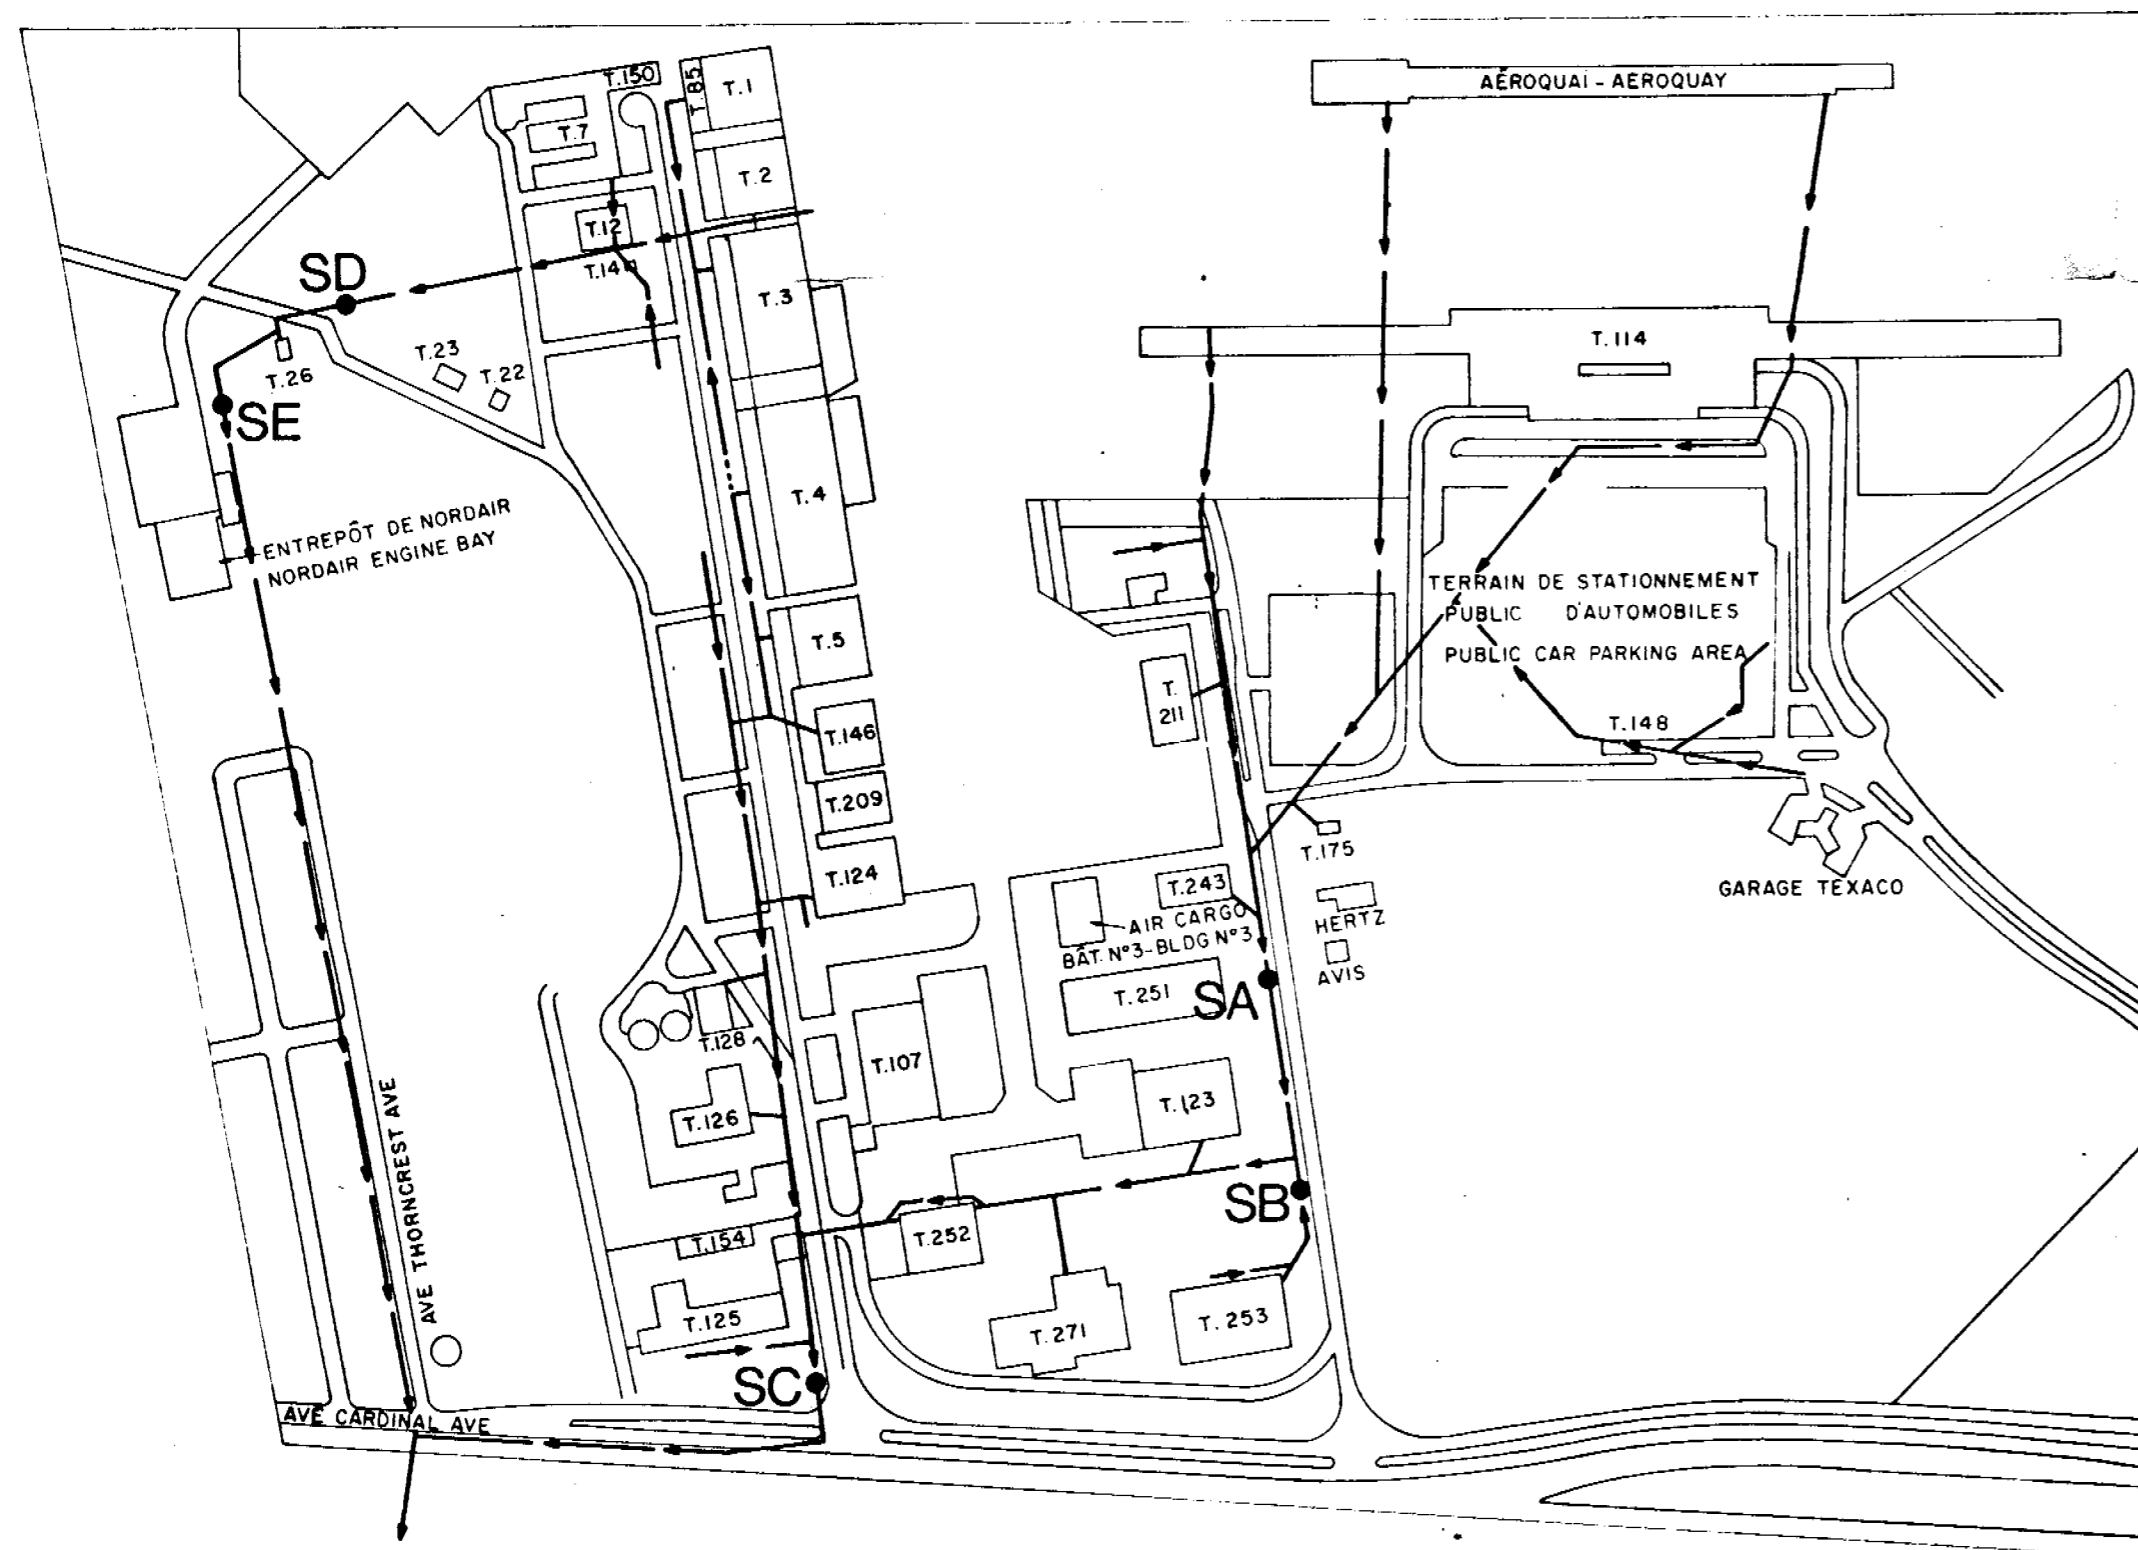 T.150
T.85
T.1
AÉROQUAI - AEROQUAY
T.7
T.2
T.12
T.14
SD
T.3
T.114
T.23
T.22
T.26
SE
T.4
ENTREPÔT DE NORDAIR
NORDAIR ENGINE BAY
TERRAIN DE STATIONNEMENT
PUBLIC D'AUTOMOBILES
PUBLIC CAR PARKING AREA
T.5
T.
211
T.146
T.148
T.209
T.175
T.124
T.243
GARAGE TEXACO
AIR CARGO
BÂT. N°3-BLDG N°3
HERTZ
AVIS
T.251
SA
T.128
T.107
T.126
T.123
AVE THORNCREST AVE
SB
T.154
T.252
T.125
T.271
T.253
SC
AVE CARDINAL AVE